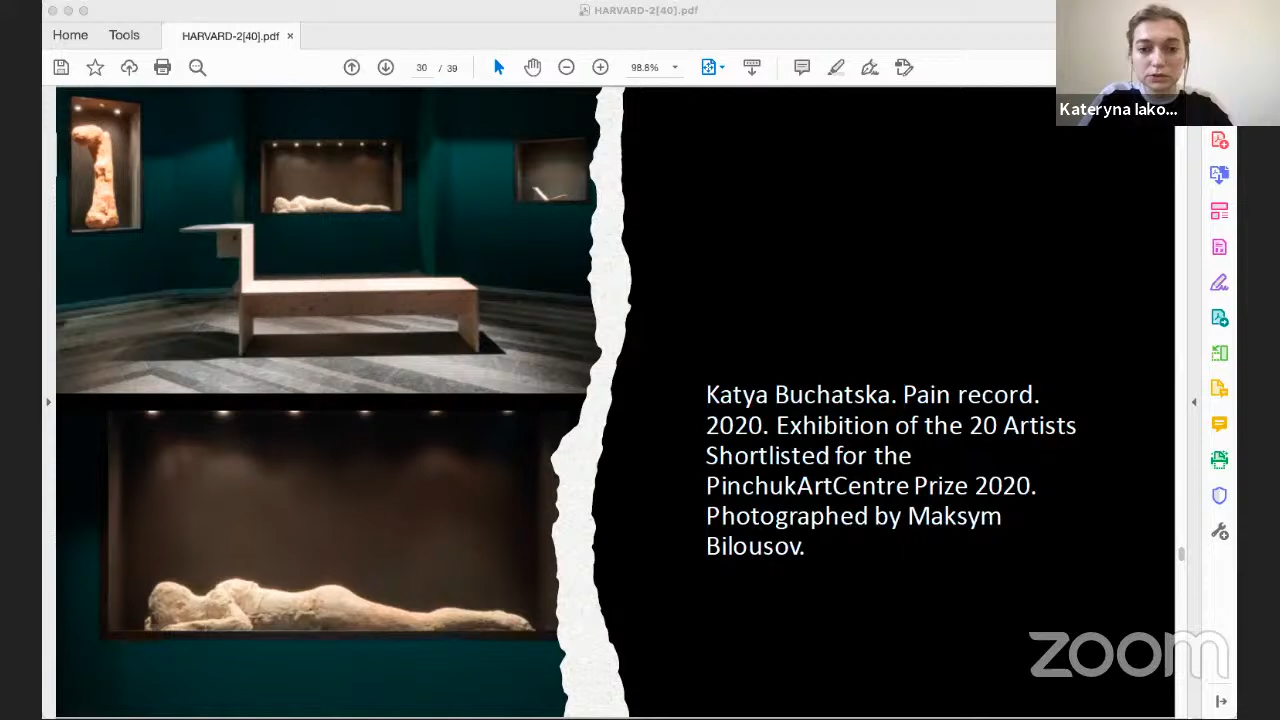 HARVARD-2[40].pdf
Home
Tools
HARVARD-2[40].pdf
30 / 39
98.8%
Kateryna Iako...
Katya Buchatska. Pain record.
2020. Exhibition of the 20 Artists
Shortlisted for the
PinchukArtCentre Prize 2020.
Photographed by Maksym
Bilousov.
zoom